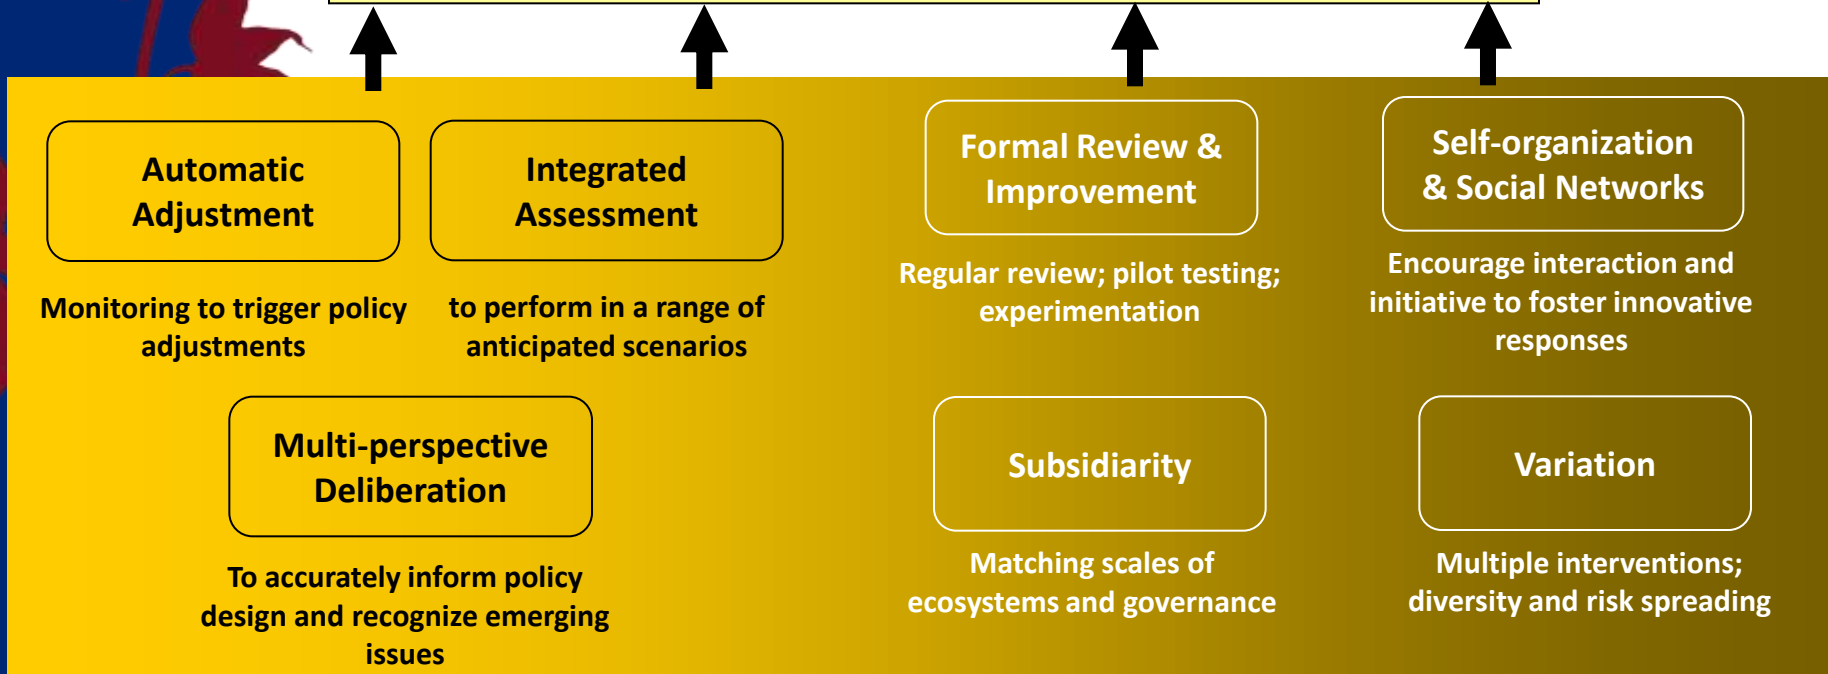 Automatic
Adjustment
Monitoring to trigger policy
adjustments
Integrated
Assessment
to perform in a range of
anticipated scenarios
Formal Review &
Improvement
Regular review; pilot testing;
experimentation
Self-organization
& Social Networks
Encourage interaction and
initiative to foster innovative
responses
Multi-perspective
Deliberation
To accurately inform policy
design and recognize emerging
issues
Subsidiarity
Matching scales of
ecosystems and governance
Variation
Multiple interventions;
diversity and risk spreading